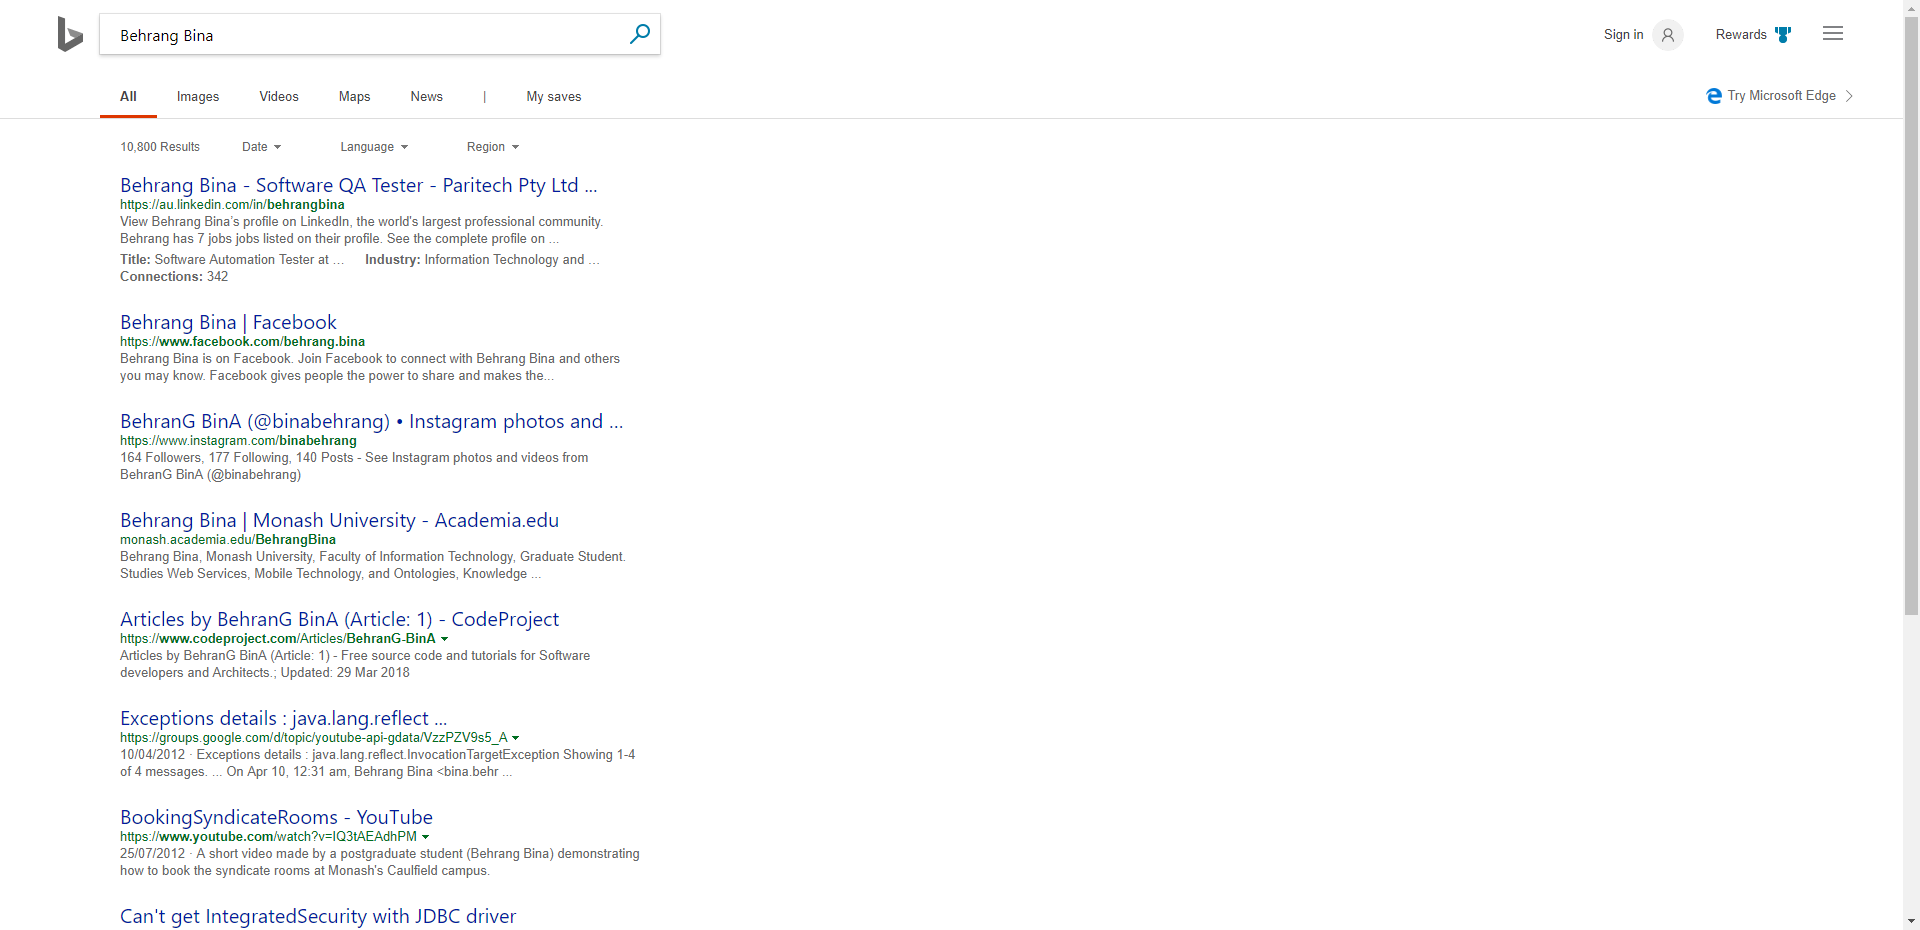 Behrang Bina
Sign in
Rewards
All Images Videos Maps News | My saves
Try Microsoft Edge
10,800 Results Date Language Region
Behrang Bina - Software QA Tester - Paritech Pty Ltd ...
https://au.linkedin.com/in/behrangbina
View Behrang Bina's profile on LinkedIn, the world's largest professional community.
Behrang has 7 jobs jobs listed on their profile. See the complete profile on ...
Title: Software Automation Tester at ... Industry: Information Technology and ...
Connections: 342
Behrang Bina | Facebook
https://www.facebook.com/behrang.bina
Behrang Bina is on Facebook. Join Facebook to connect with Behrang Bina and others
you may know. Facebook gives people the power to share and makes the...
BehranG BinA (@binabehrang) • Instagram photos and ...
https://www.instagram.com/binabehrang
164 Followers, 177 Following, 140 Posts - See Instagram photos and videos from
BehranG BinA (@binabehrang)
Behrang Bina | Monash University - Academia.edu
monash.academia.edu/BehrangBina
Behrang Bina, Monash University, Faculty of Information Technology, Graduate Student.
Studies Web Services, Mobile Technology, and Ontologies, Knowledge ...
Articles by BehranG BinA (Article: 1) - CodeProject
https://www.codeproject.com/Articles/BehranG-BinA
Articles by BehranG BinA (Article: 1) - Free source code and tutorials for Software
developers and Architects.; Updated: 29 Mar 2018
Exceptions details : java.lang.reflect ...
https://groups.google.com/d/topic/youtube-api-gdata/VzzPZV9s5_A
10/04/2012 · Exceptions details : java.lang.reflect.InvocationTargetException Showing 1-4
of 4 messages. ... On Apr 10, 12:31 am, Behrang Bina <bina.behr ...
BookingSyndicateRooms - YouTube
https://www.youtube.com/watch?v=IQ3tAEAdhPM
25/07/2012 · A short video made by a postgraduate student (Behrang Bina) demonstrating
how to book the syndicate rooms at Monash's Caulfield campus.
Can't get IntegratedSecurity with JDBC driver